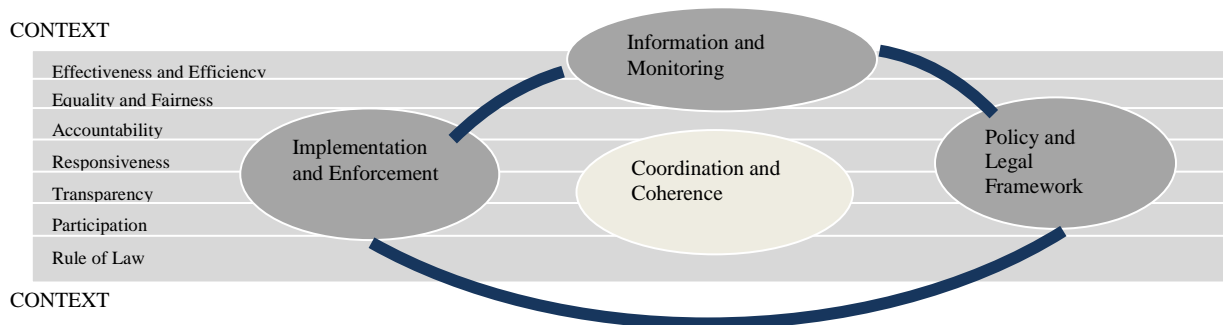 CONTEXT
Information and
Monitoring
Effectiveness and Efficiency
Equality and Fairness
Accountability
Responsiveness
Transparency
Participation
Rule of Law
Implementation
and Enforcement
Coordination and
Coherence
Policy and
Legal
Framework
CONTEXT